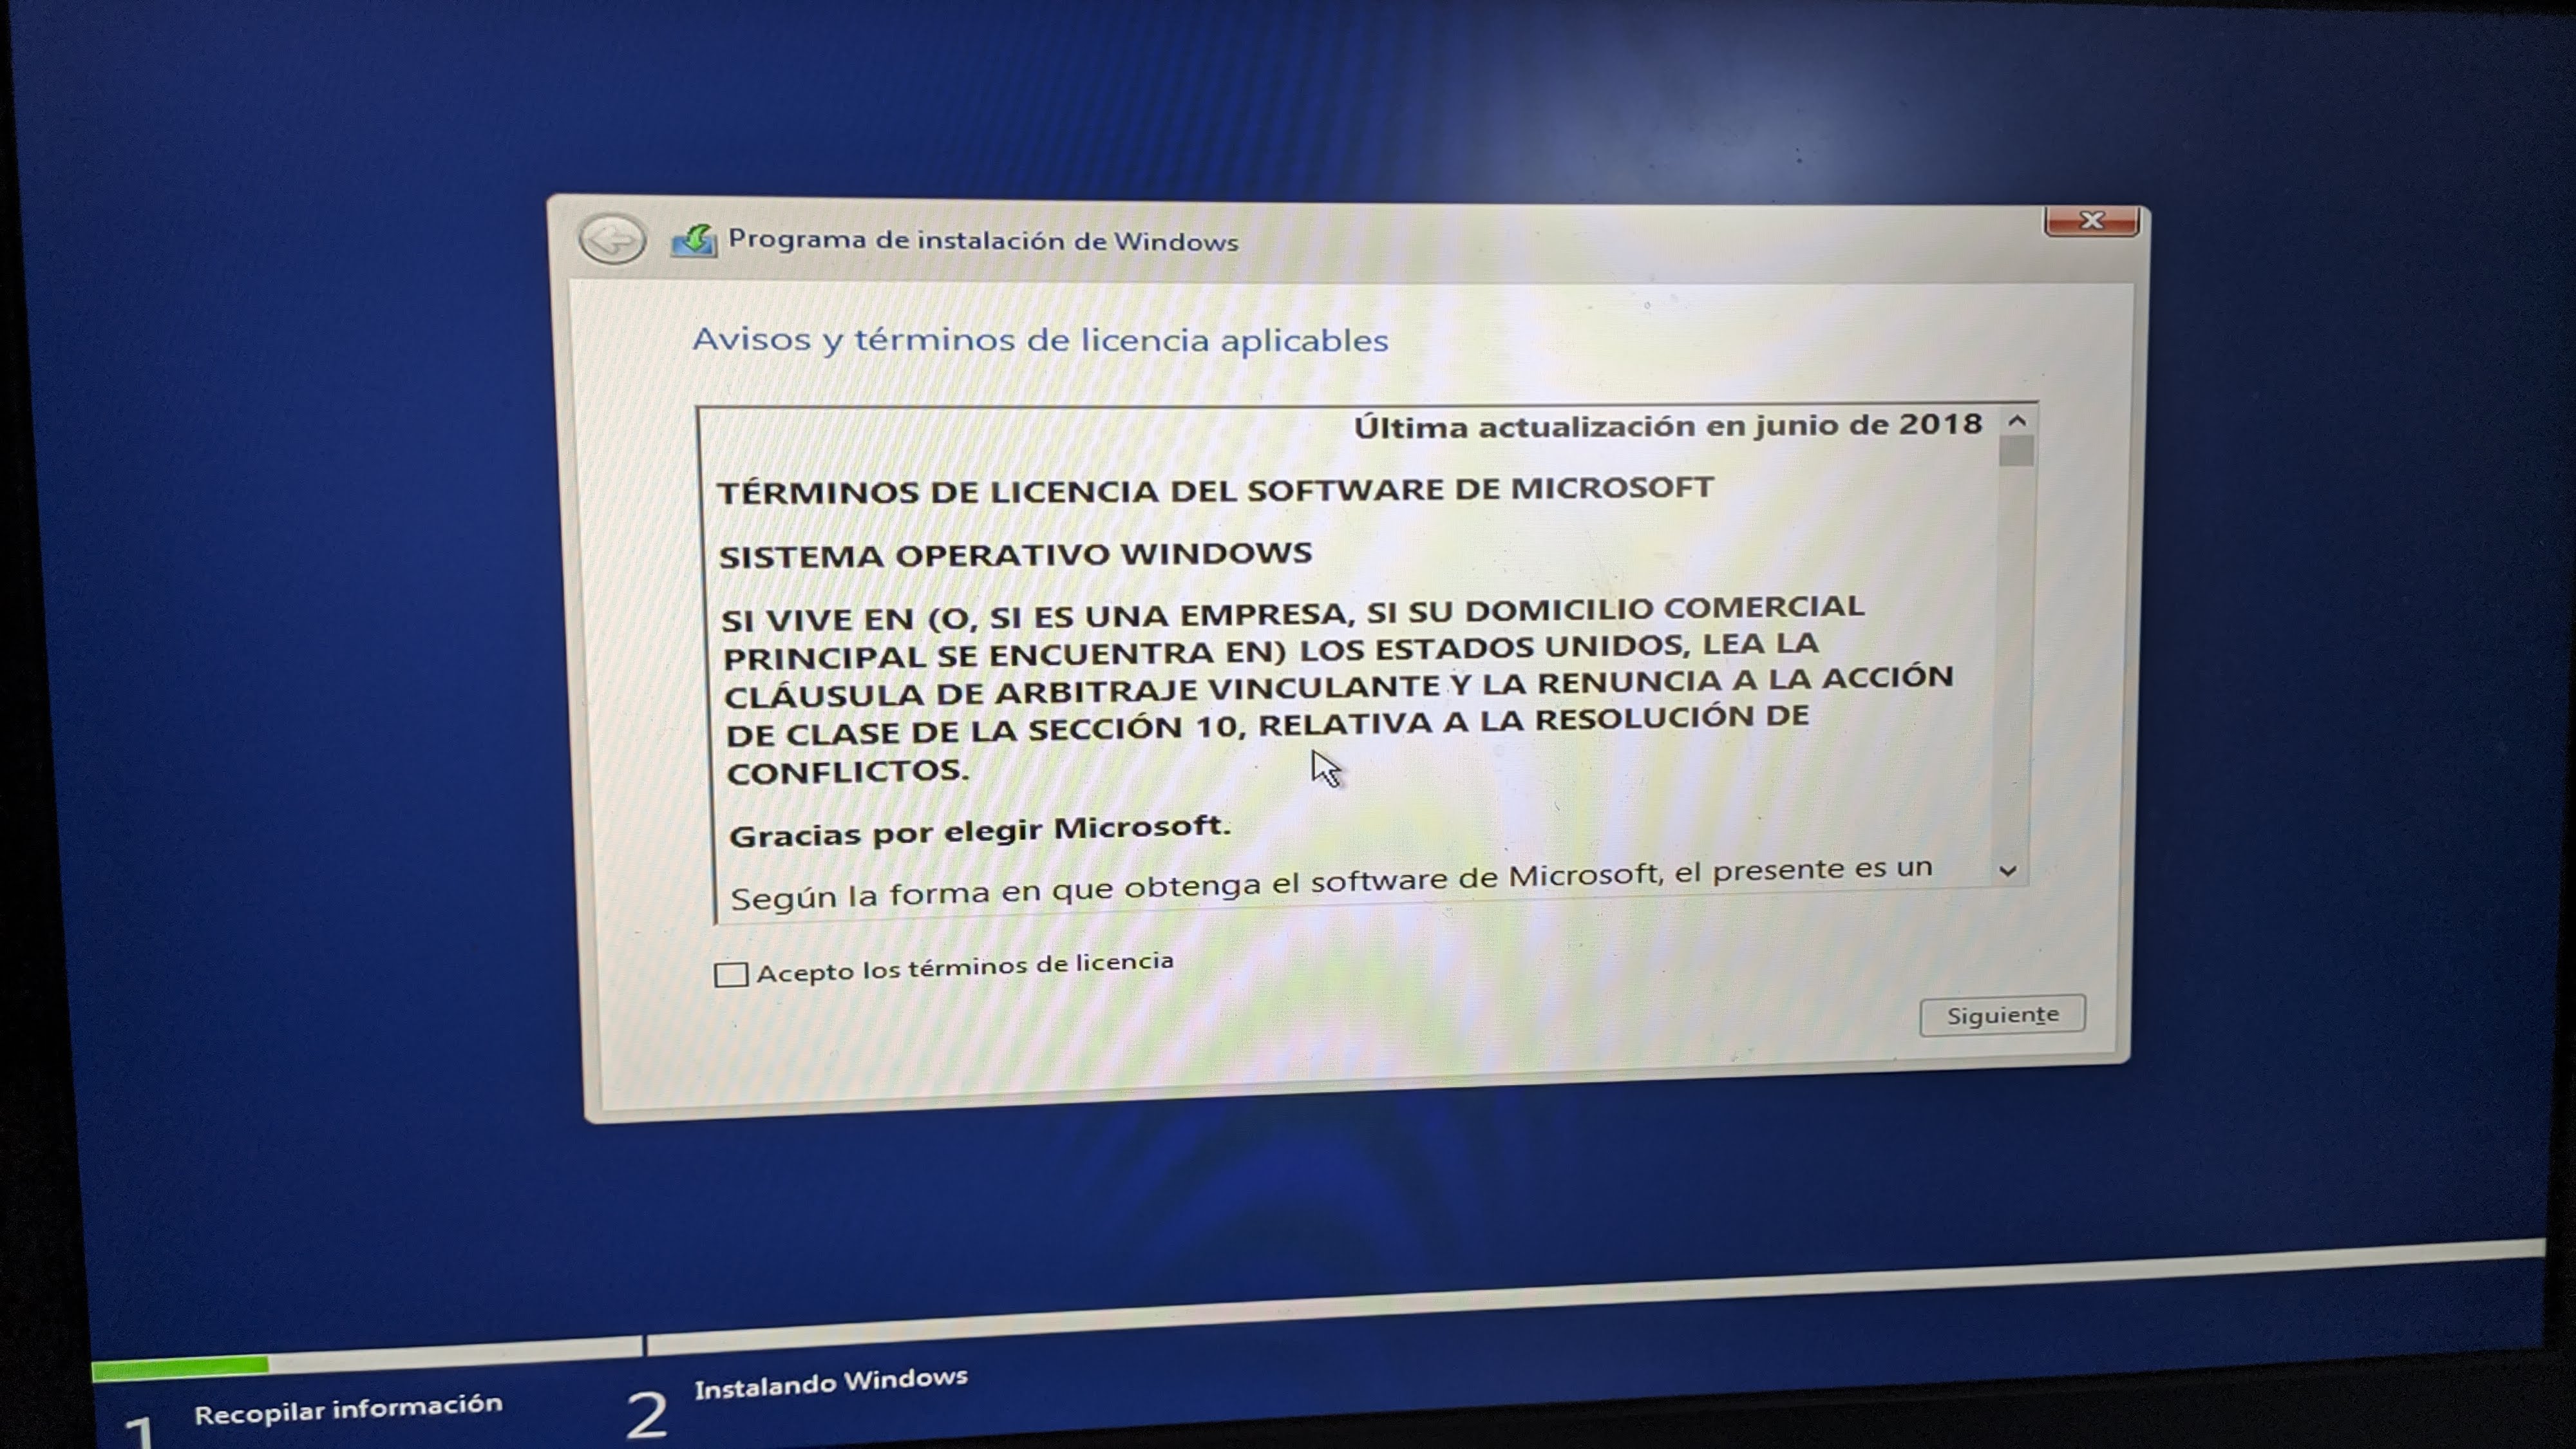 Programa de instalación de Windows
Avisos y términos de licencia aplicables
Última actualización en junio de 2018
TÉRMINOS DE LICENCIA DEL SOFTWARE DE MICROSOFT
SISTEMA OPERATIVO WINDOWS
SI VIVE EN (O, SI ES UNA EMPRESA, SI SU DOMICILIO COMERCIAL
PRINCIPAL SE ENCUENTRA EN) LOS ESTADOS UNIDOS, LEA LA
CLÁUSULA DE ARBITRAJE VINCULANTE Y LA RENUNCIA A LA ACCIÓN
DE CLASE DE LA SECCIÓN 10, RELATIVA A LA RESOLUCIÓN DE
CONFLICTOS.
Gracias por elegir Microsoft.
Según la forma en que obtenga el software de Microsoft, el presente es un
Acepto los términos de licencia
Siguiente
1 Recopilar información
2 Instalando Windows